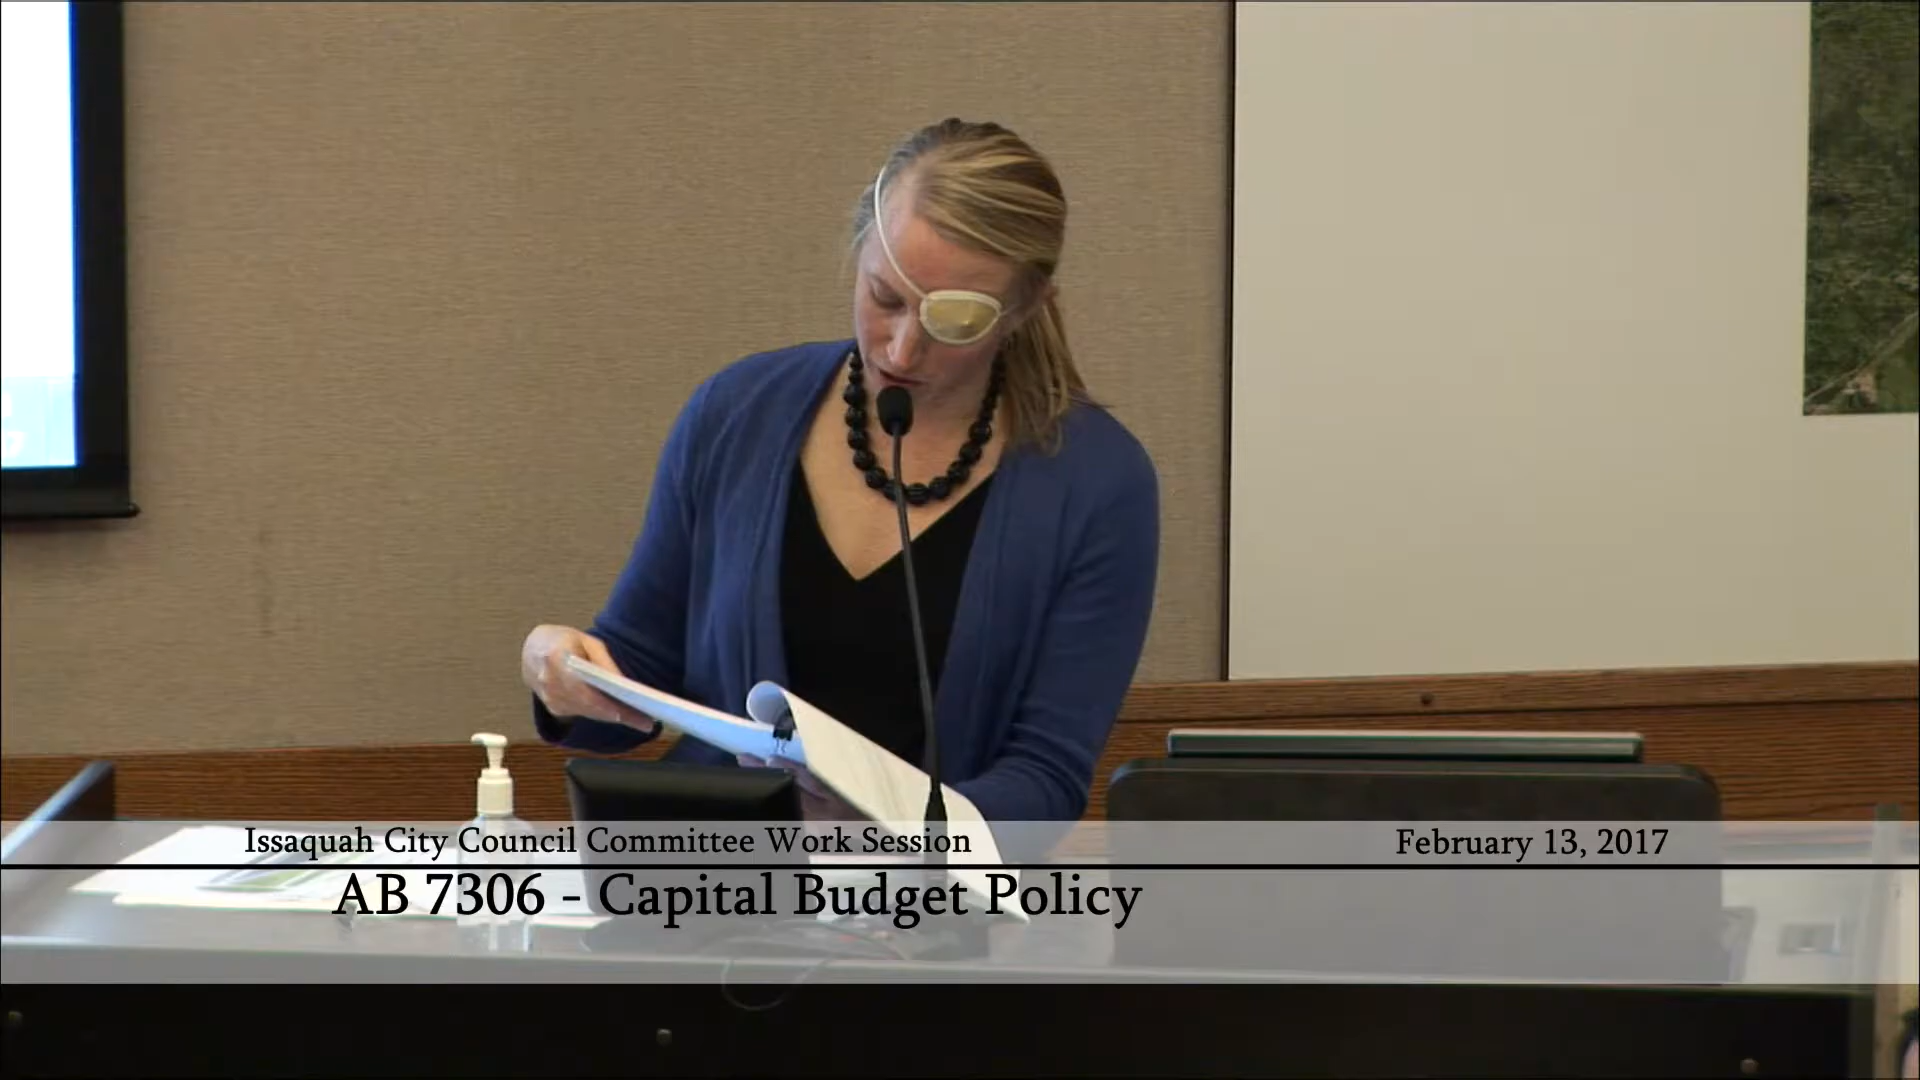 Issaquah City Council Committee Work Session
February 13, 2017
AB 7306 - Capital Budget Policy